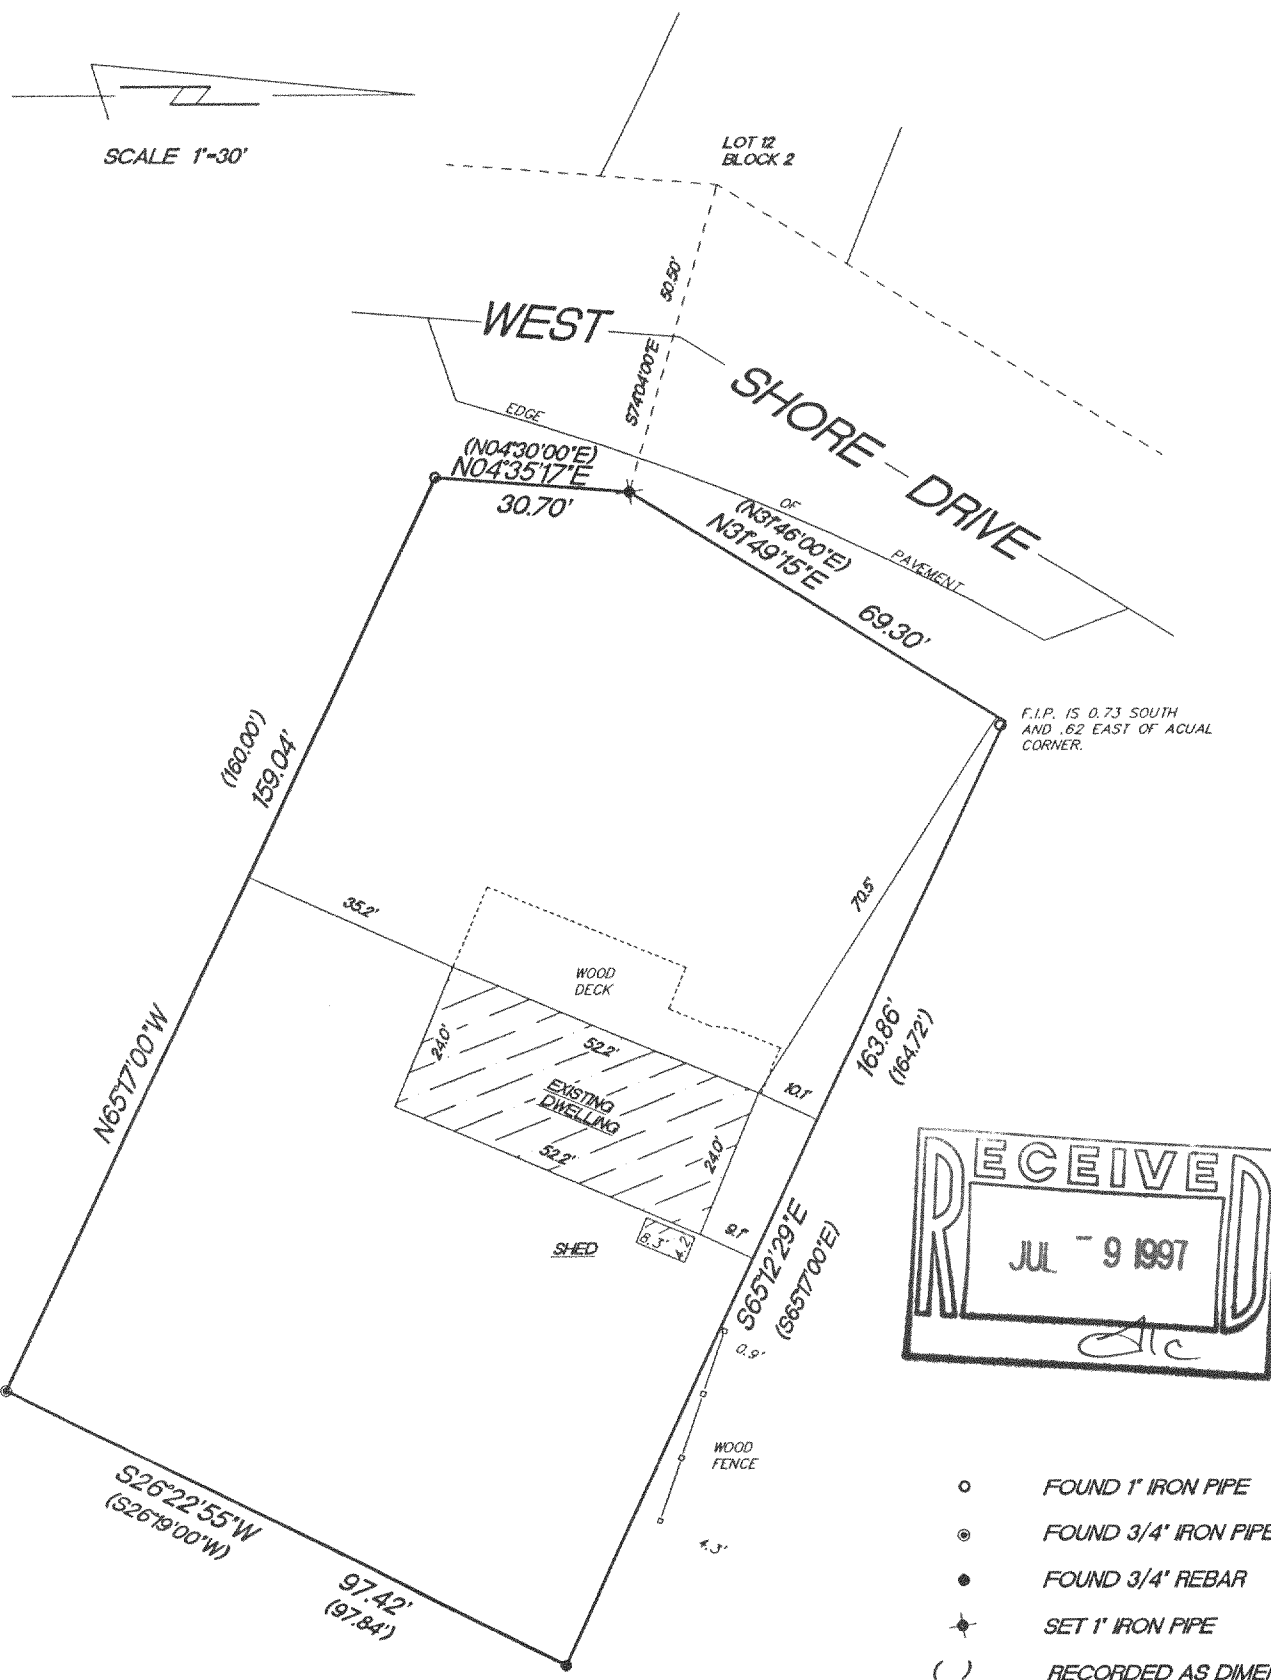 SCALE 1"=30'
LOT 12
BLOCK 2
50.50'
S74°04'00"E
WEST SHORE DRIVE
EDGE OF PAVEMENT
(N04°30'00"E)
N04°35'17"E
30.70'
(N31°46'00"E)
N31°49'15"E
69.30'
F.I.P. IS 0.73 SOUTH
AND .62 EAST OF ACUAL
CORNER.
(160.00')
159.04'
N65°17'00"W
35.2'
70.5'
WOOD
DECK
163.86'
(164.72')
24.0'
52.2'
10.1'
EXISTING
DWELLING
52.2'
24.0'
9.1'
SHED
8.3'
4.2
S65°12'29"E
(S65°17'00"E)
0.9'
WOOD
FENCE
4.3'
S26°22'55"W
(S26°19'00"W)
97.42'
(97.84')
RECEIVED
JUL - 9 1997
FOUND 1" IRON PIPE
FOUND 3/4" IRON PIPE
FOUND 3/4" REBAR
SET 1" IRON PIPE
( ) RECORDED AS DIME